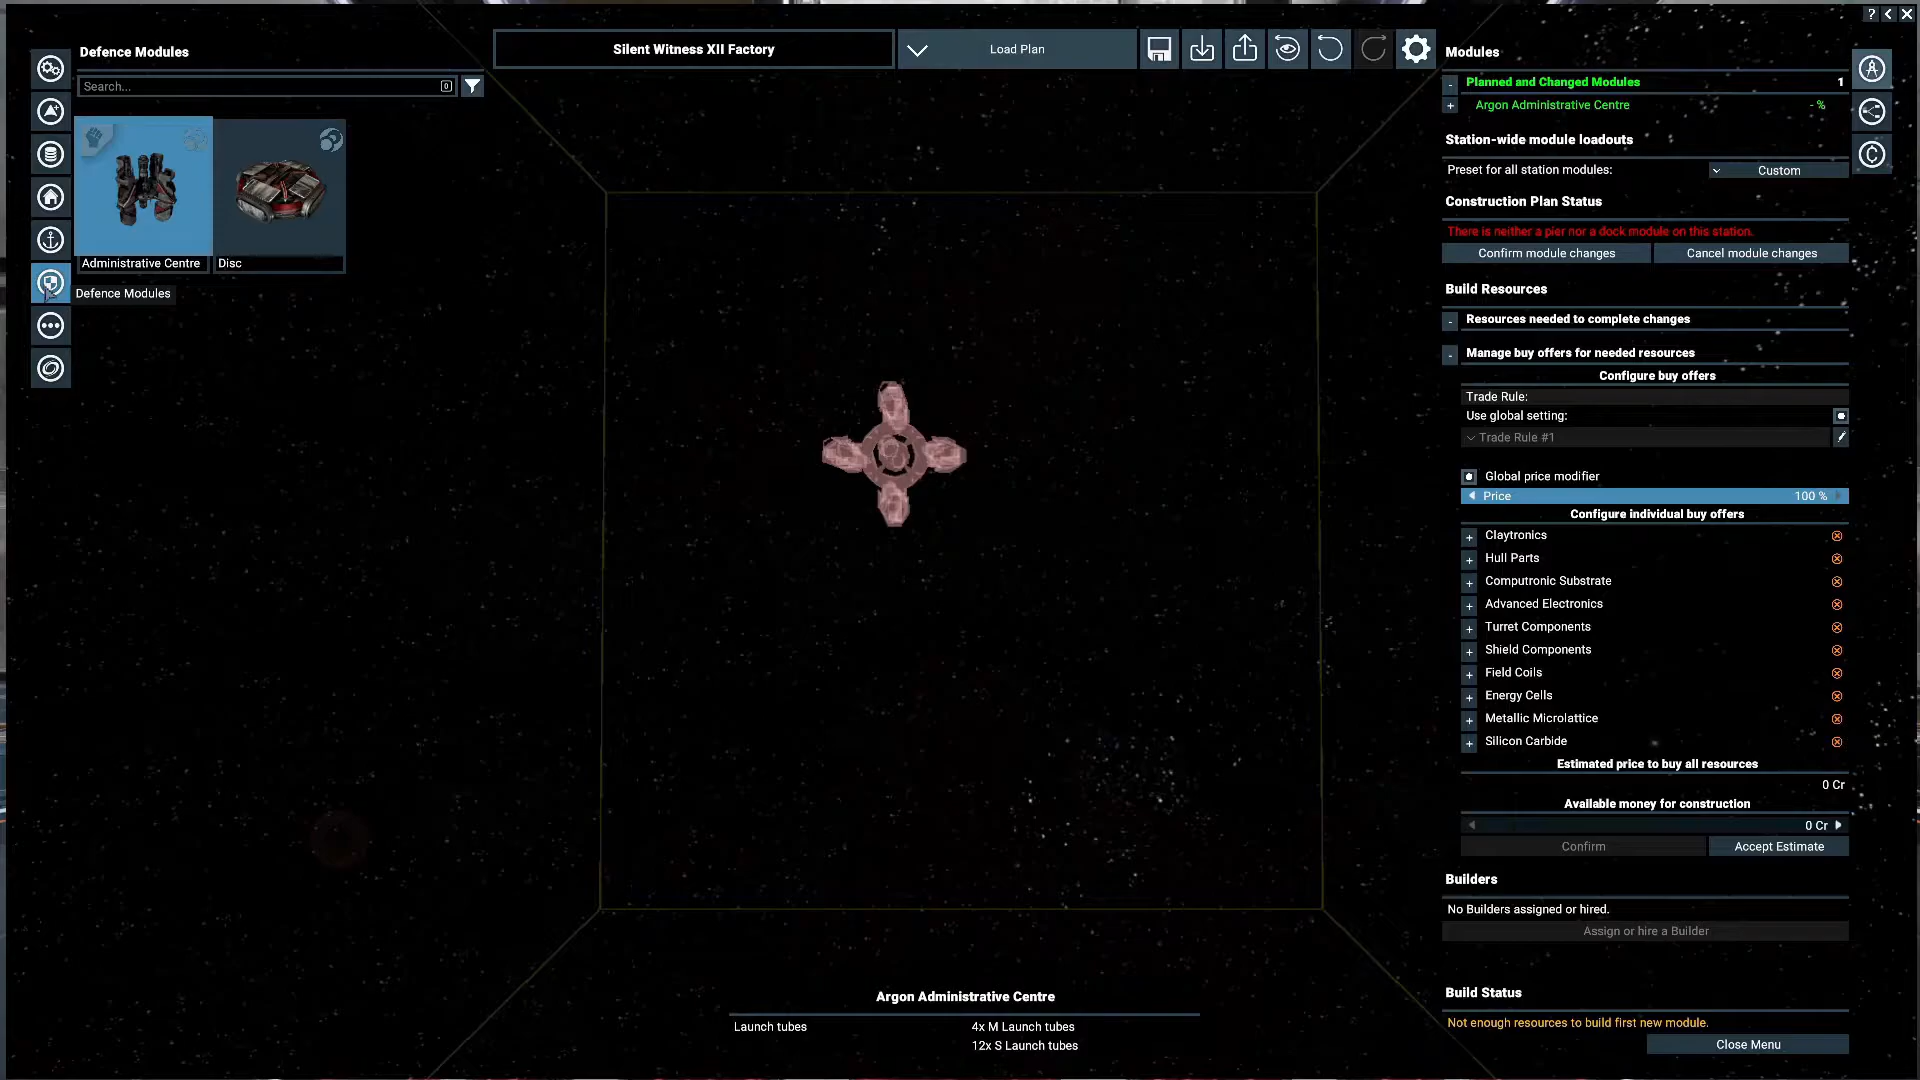 Defence Modules
Search...
0
Administrative Centre
Disc
Defence Modules
Silent Witness XII Factory
Load Plan
?
Modules
- Planned and Changed Modules 1
+ Argon Administrative Centre - %
Station-wide module loadouts
Preset for all station modules: Custom
Construction Plan Status
There is neither a pier nor a dock module on this station.
Confirm module changes Cancel module changes
Build Resources
- Resources needed to complete changes
- Manage buy offers for needed resources
Configure buy offers
Trade Rule:
Use global setting:
Trade Rule #1
Global price modifier
Price 100 %
Configure individual buy offers
+ Claytronics
+ Hull Parts
+ Computronic Substrate
+ Advanced Electronics
+ Turret Components
+ Shield Components
+ Field Coils
+ Energy Cells
+ Metallic Microlattice
+ Silicon Carbide
Estimated price to buy all resources
0 Cr
Available money for construction
0 Cr
Confirm Accept Estimate
Builders
No Builders assigned or hired.
Assign or hire a Builder
Build Status
Not enough resources to build first new module.
Close Menu
Argon Administrative Centre
Launch tubes 4x M Launch tubes
12x S Launch tubes